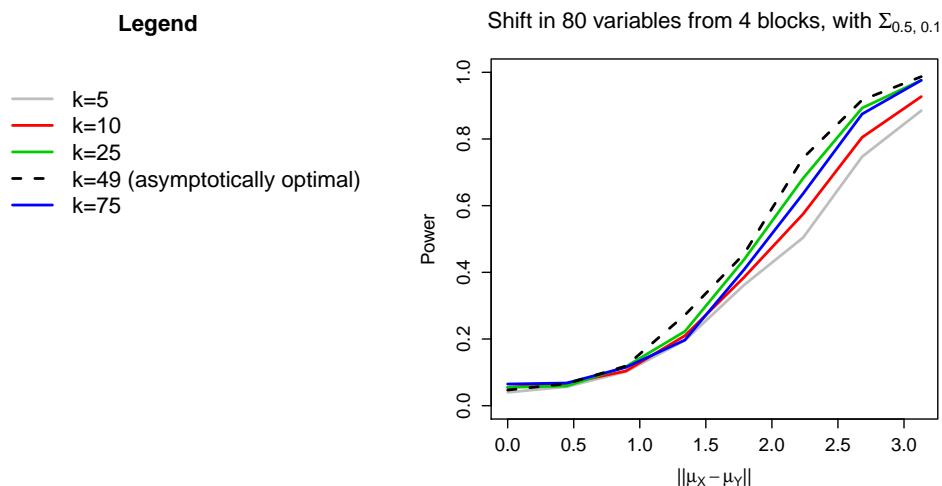 Legend
k=5
k=10
k=25
k=49 (asymptotically optimal)
k=75
Shift in 80 variables from 4 blocks, with Σ0.5, 0.1
Power
1.0
0.8
0.6
0.4
0.2
0.0
0.0 0.5 1.0 1.5 2.0 2.5 3.0
||μX − μY||